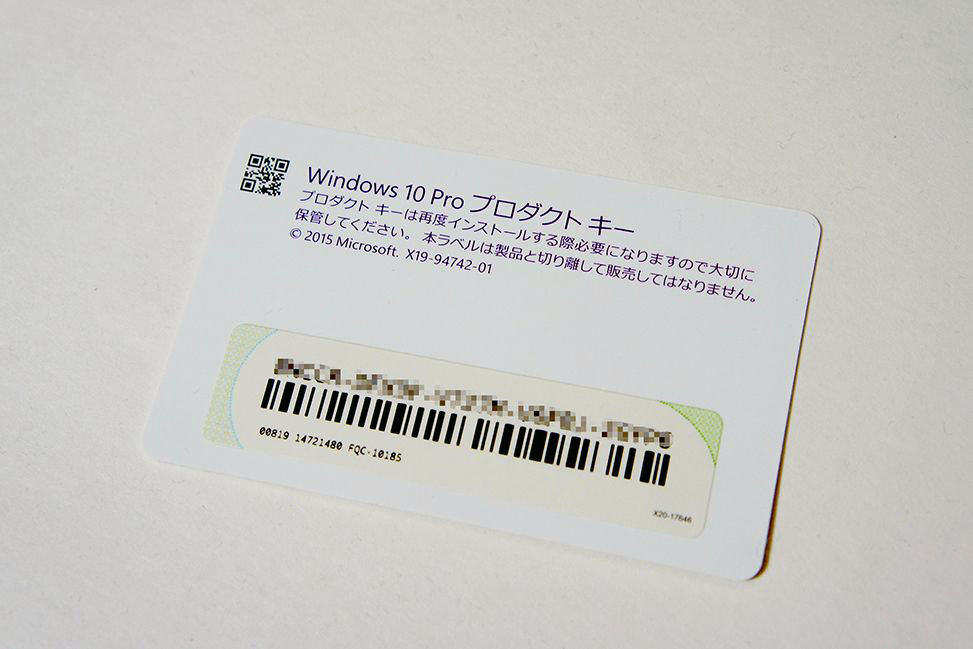 Windows 10 Pro プロダクト キー
プロダクト キーは再度インストールする際必要になりますので大切に
保管してください。 本ラベルは製品と切り離して販売してはなりません。
© 2015 Microsoft. X19-94742-01
00819 14721480 FQC-10185
X20-17646